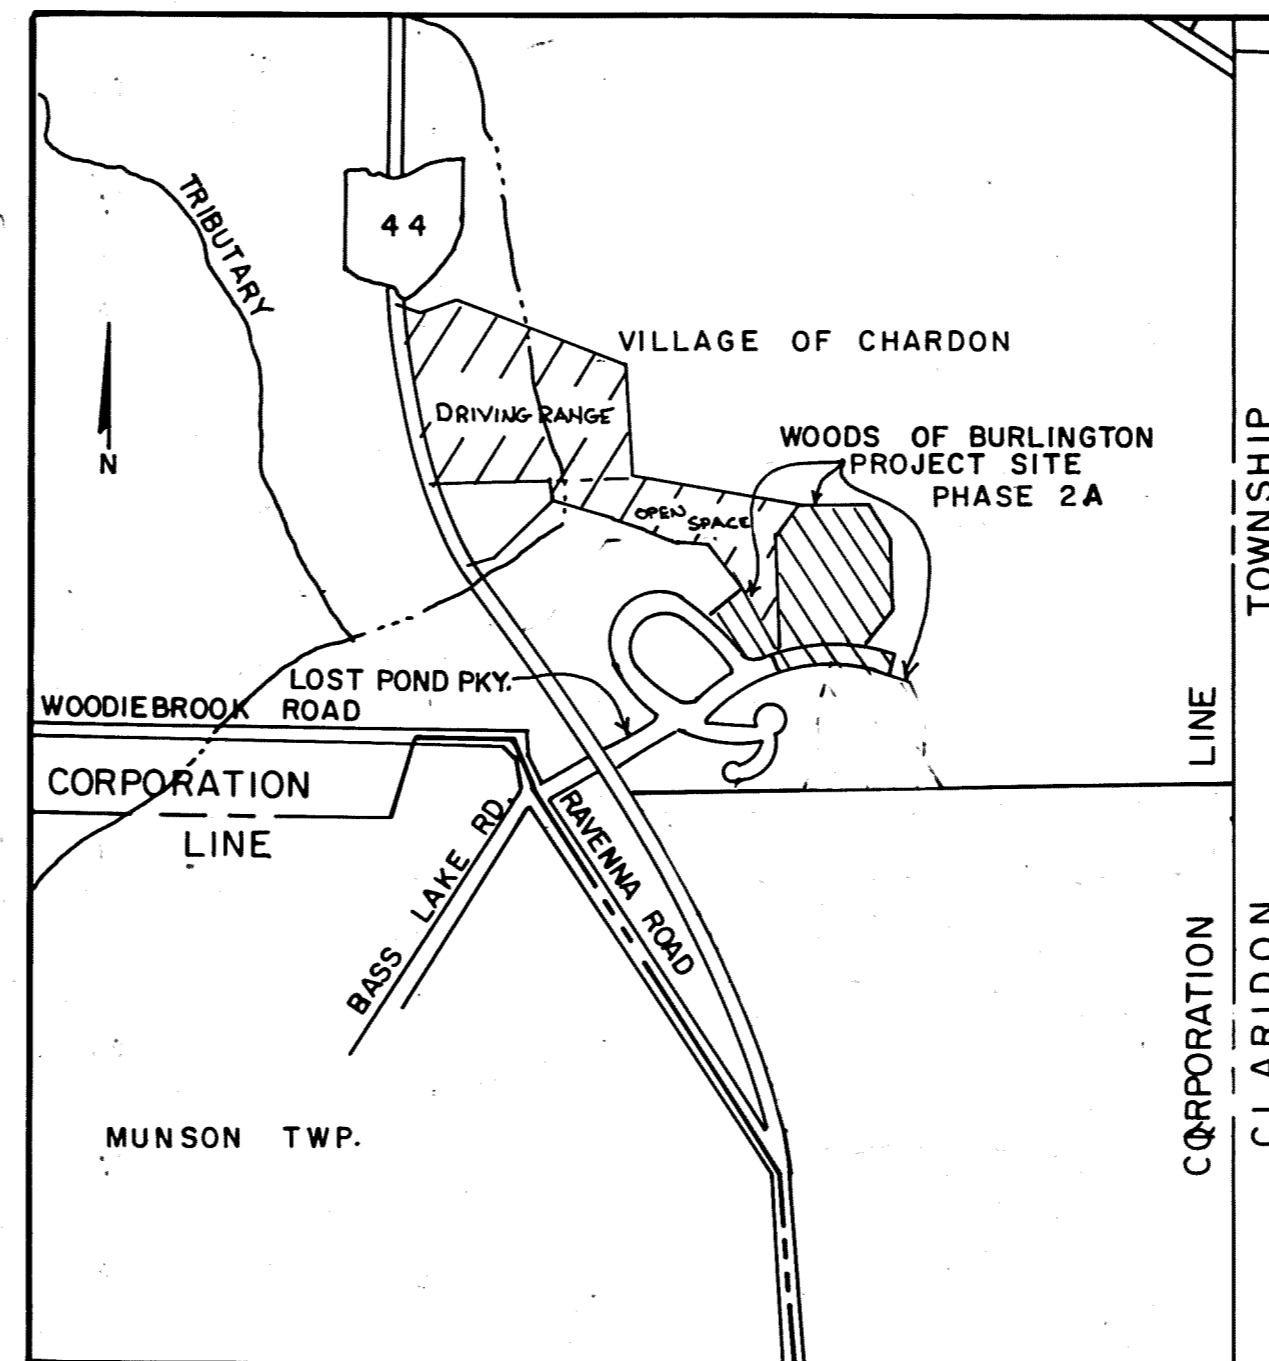 TRIBUTARY
44
VILLAGE OF CHARDON
DRIVING RANGE
N
WOODS OF BURLINGTON
PROJECT SITE
PHASE 2A
OPEN SPACE
TOWNSHIP
LINE
LOST POND PKY.
WOODIEBROOK ROAD
CORPORATION
LINE
RAVENNA ROAD
BASS LAKE RD.
CORPORATION
CLARIDON
MUNSON TWP.